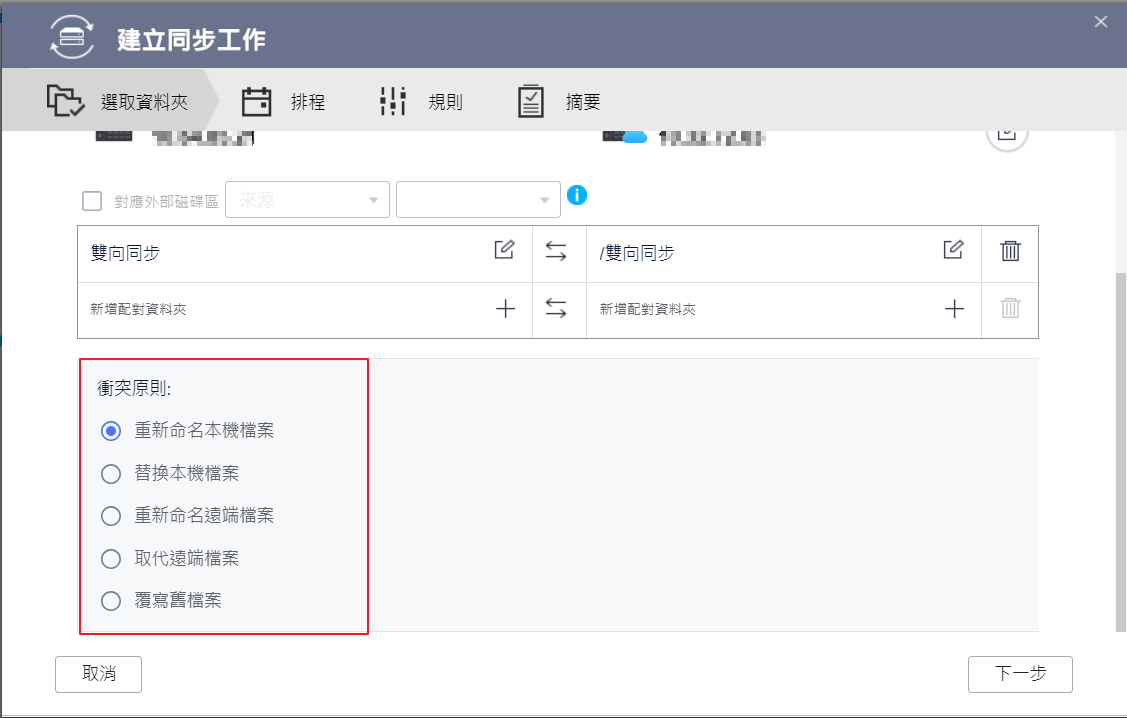 建立同步工作
選取資料夾 排程 規則 摘要
對應外部磁碟區 來源
雙向同步 /雙向同步
新增配對資料夾 新增配對資料夾
衝突原則:
重新命名本機檔案
替換本機檔案
重新命名遠端檔案
取代遠端檔案
覆寫舊檔案
取消 下一步